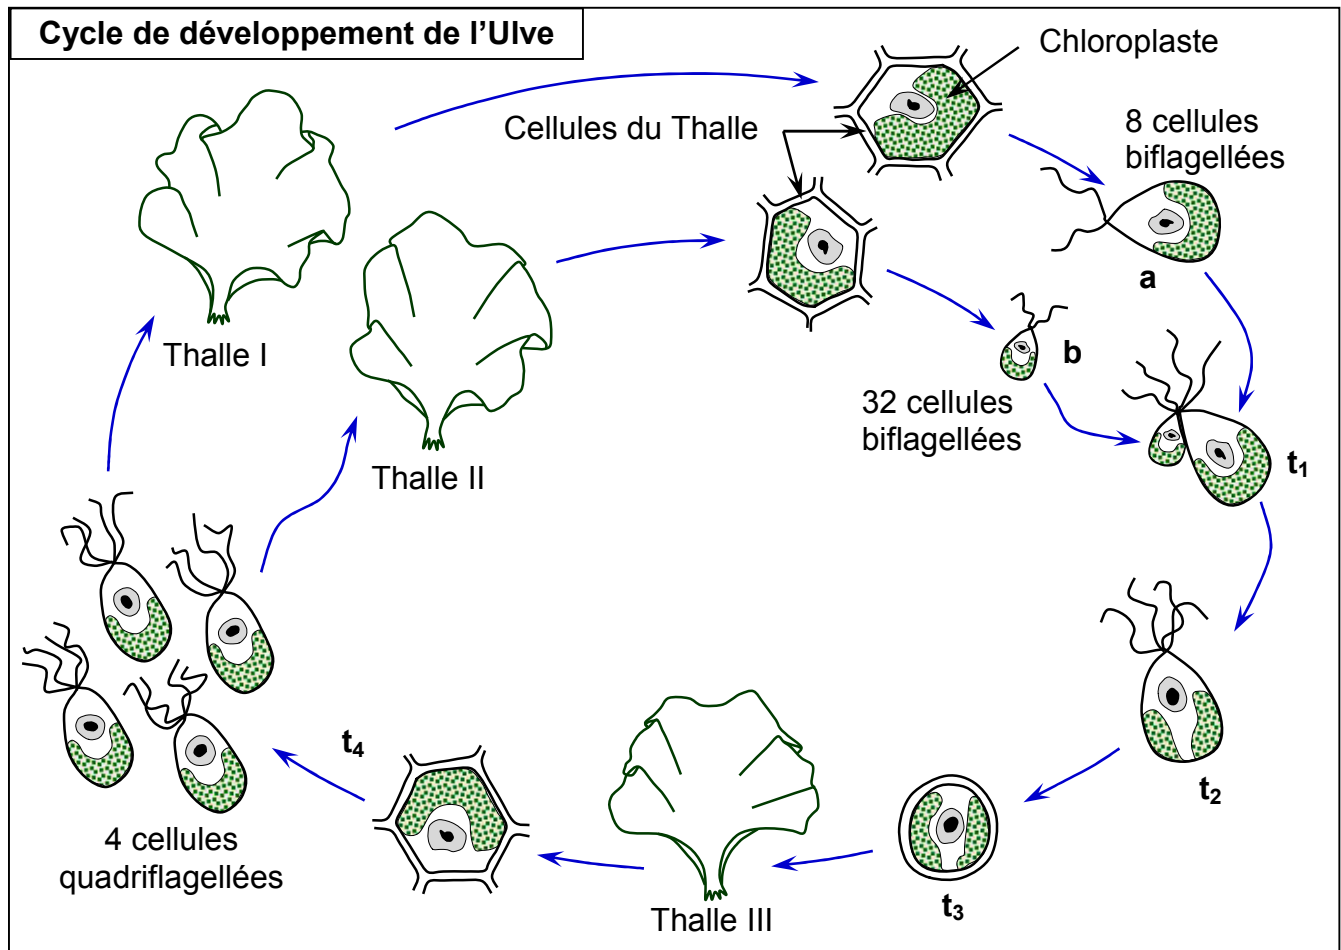 Cycle de développement de l'Ulve
Chloroplaste
Cellules du Thalle
8 cellules
biflagellées
a
Thalle I
b
32 cellules
biflagellées
t₁
Thalle II
t₂
t₄
4 cellules
quadriflagellées
Thalle III
t₃